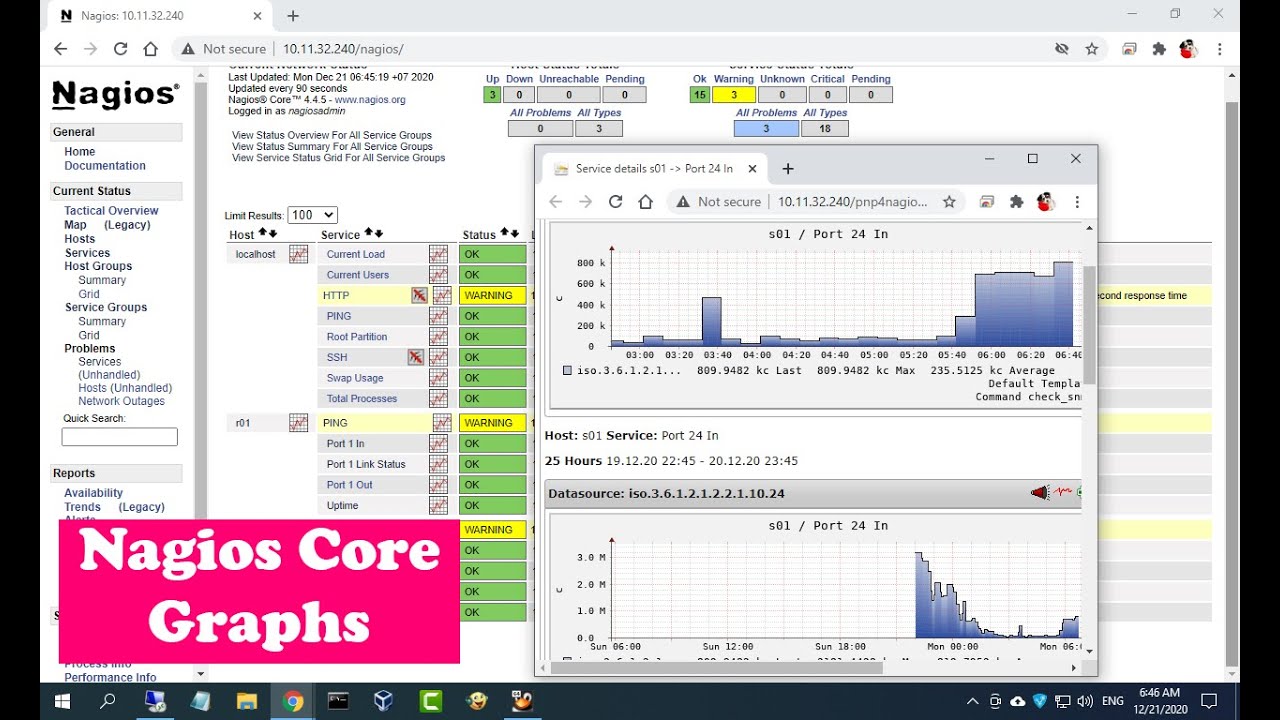 Nagios: 10.11.32.240
Not secure 10.11.32.240/nagios/
Nagios®
General
Home
Documentation
Current Status
Tactical Overview
Map (Legacy)
Hosts
Services
Host Groups
Summary
Grid
Service Groups
Summary
Grid
Problems
Services
(Unhandled)
Hosts (Unhandled)
Network Outages
Quick Search:
Reports
Availability
Trends (Legacy)
Alerts
Process Info
Performance Info
Current Network Status
Last Updated: Mon Dec 21 06:45:19 +07 2020
Updated every 90 seconds
Nagios® Core™ 4.4.5 - www.nagios.org
Logged in as nagiosadmin
View Status Overview For All Service Groups
View Status Summary For All Service Groups
View Service Status Grid For All Service Groups
Host Status Totals
Up Down Unreachable Pending
3 0 0 0
All Problems All Types
0 3
Service Status Totals
Ok Warning Unknown Critical Pending
15 3 0 0 0
All Problems All Types
3 18
Limit Results: 100
Host Service Status
localhost Current Load OK
Current Users OK
HTTP WARNING
econd response time
PING OK
Root Partition OK
SSH OK
Swap Usage OK
Total Processes OK
r01 PING WARNING
Port 1 In OK
Port 1 Link Status OK
Port 1 Out OK
Uptime OK
WARNING
OK
OK
OK
OK
Service details s01 -> Port 24 In
Not secure 10.11.32.240/pnp4nagio...
s01 / Port 24 In
800 k
600 k
400 k
200 k
0
c
03:00 03:20 03:40 04:00 04:20 04:40 05:00 05:20 05:40 06:00 06:20 06:40
iso.3.6.1.2.1... 809.9482 kc Last 809.9482 kc Max 235.5125 kc Average
Default Templa
Command check_snm
Host: s01 Service: Port 24 In
25 Hours 19.12.20 22:45 - 20.12.20 23:45
Datasource: iso.3.6.1.2.1.2.2.1.10.24
s01 / Port 24 In
3.0 M
2.0 M
1.0 M
0.0
c
Sun 06:00 Sun 12:00 Sun 18:00 Mon 00:00 Mon 06:0
Nagios Core
Graphs
ENG
6:46 AM
12/21/2020